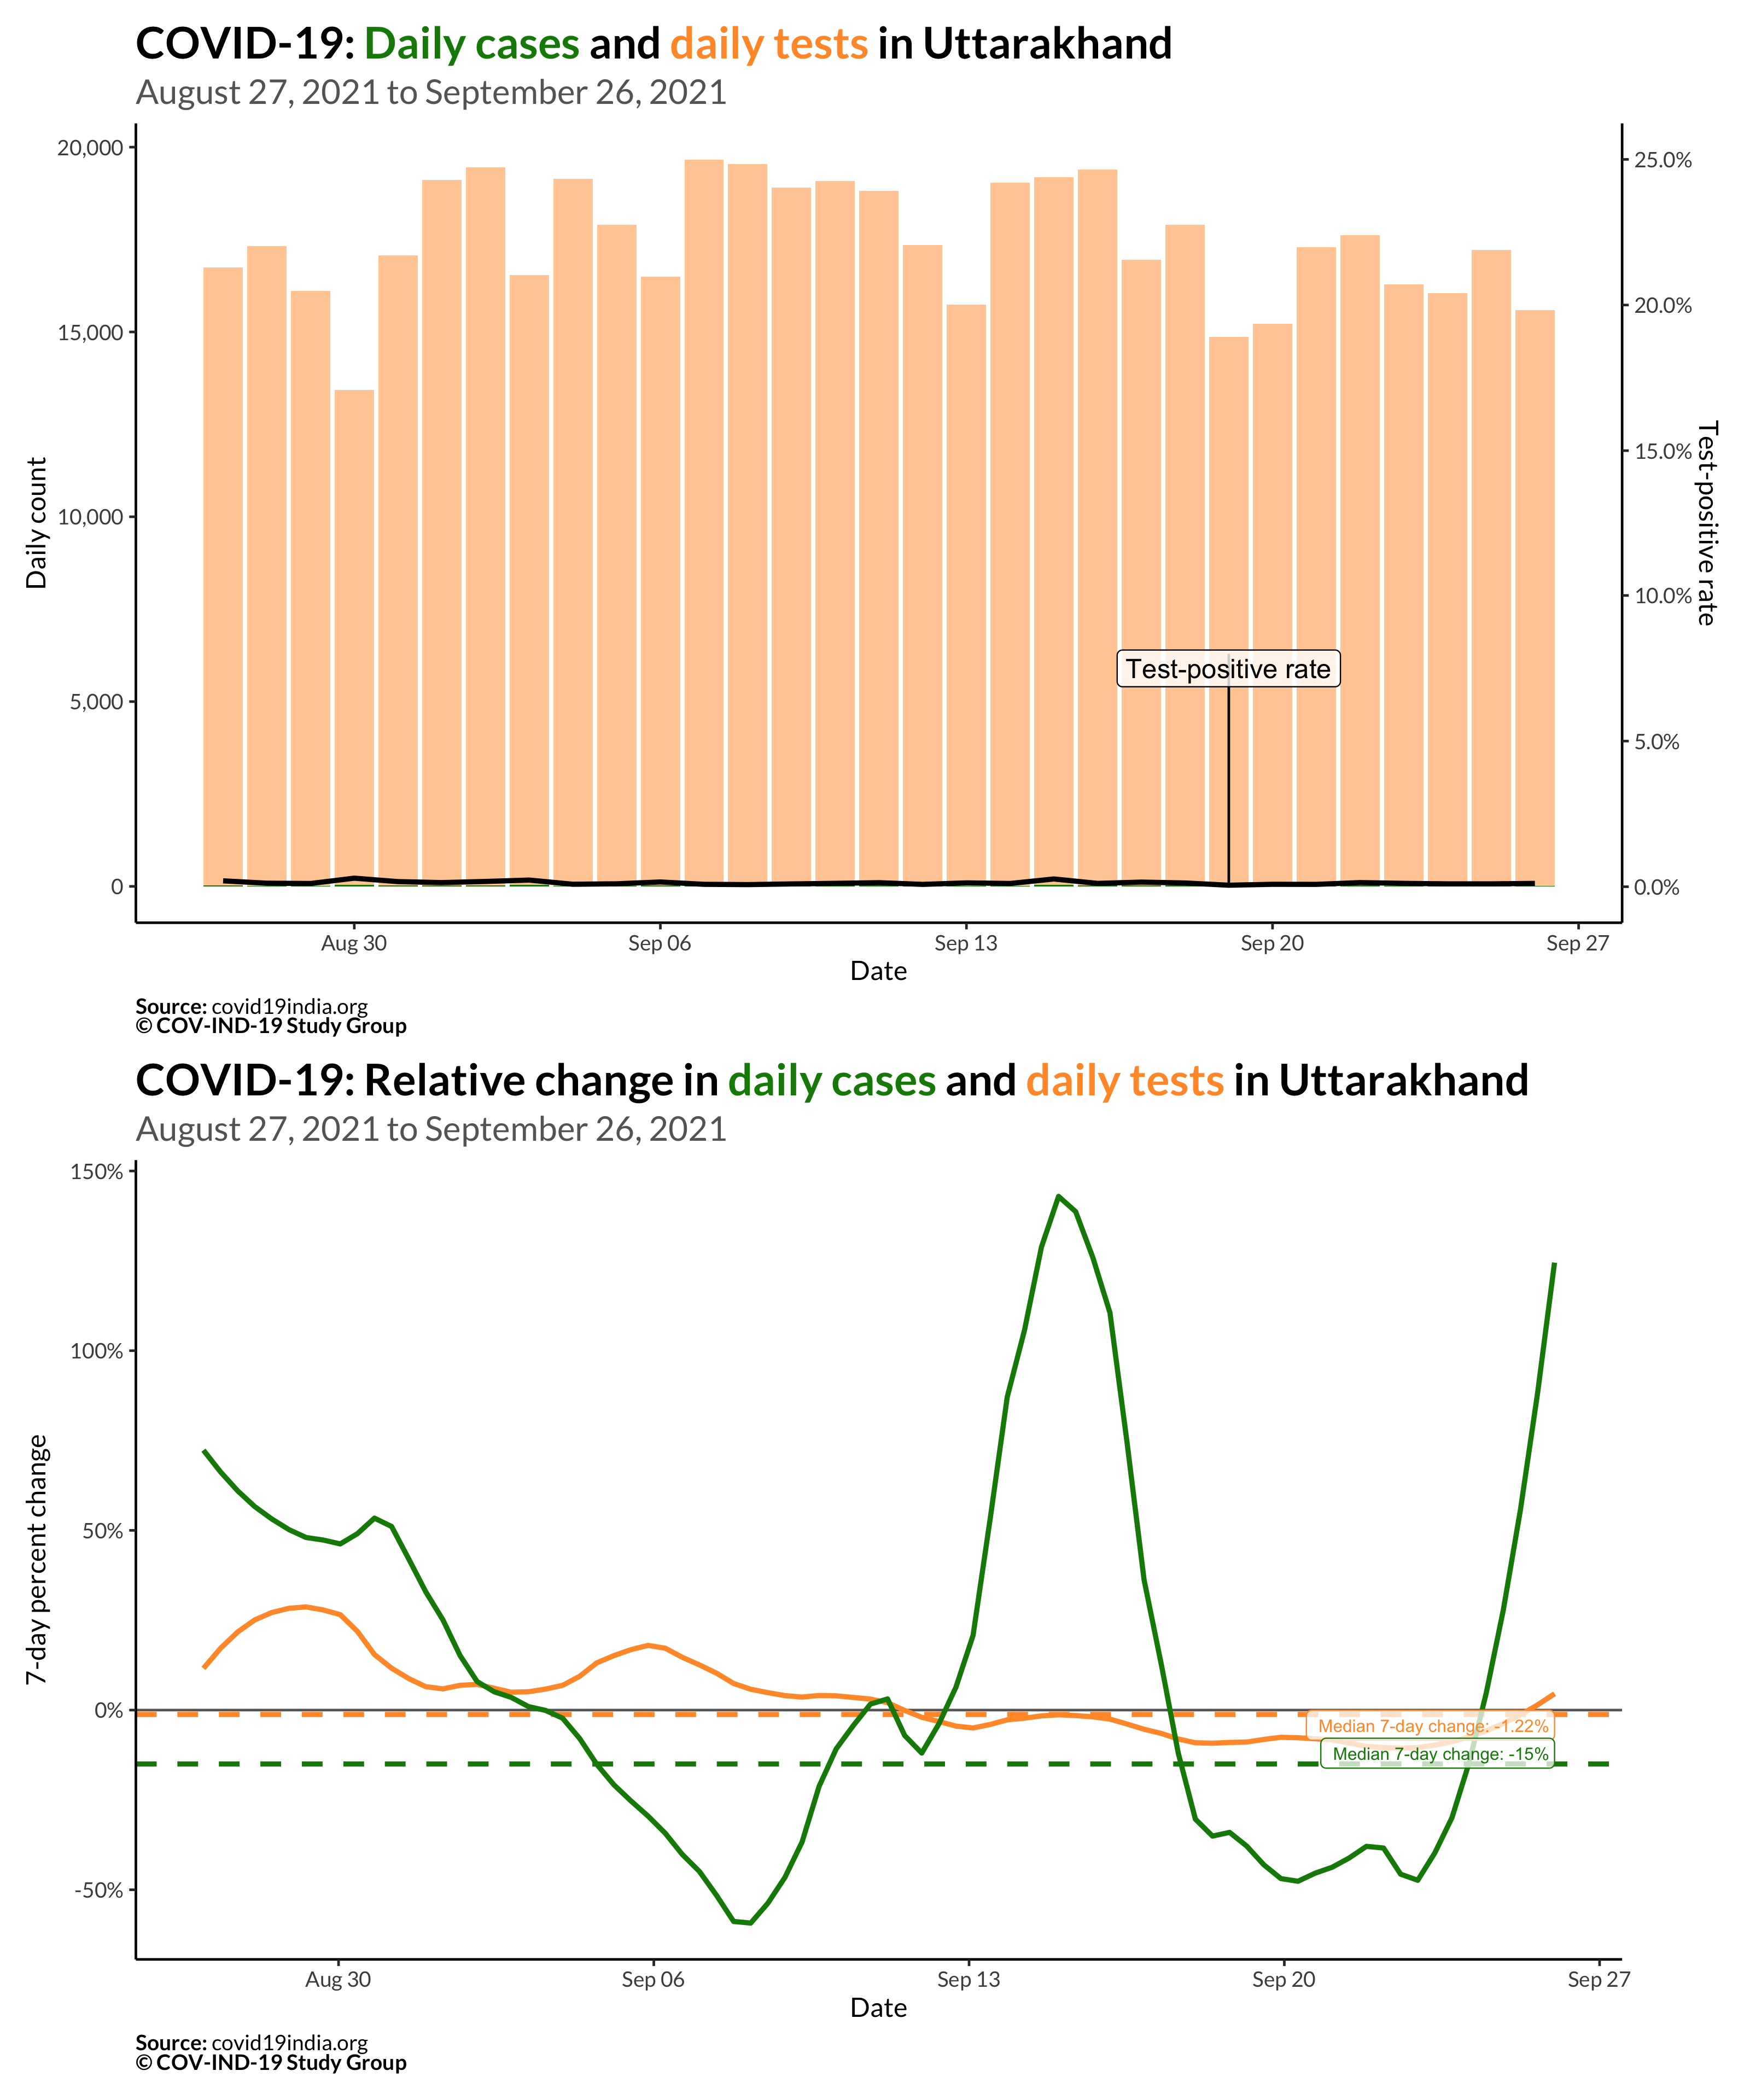 COVID-19: Daily cases and daily tests in Uttarakhand
August 27, 2021 to September 26, 2021
20,000
15,000
10,000
5,000
0
Daily count
25.0%
20.0%
15.0%
10.0%
5.0%
0.0%
Test-positive rate
Test-positive rate
Aug 30
Sep 06
Sep 13
Sep 20
Sep 27
Date
Source: covid19india.org
© COV-IND-19 Study Group
COVID-19: Relative change in daily cases and daily tests in Uttarakhand
August 27, 2021 to September 26, 2021
150%
100%
50%
0%
-50%
7-day percent change
Median 7-day change: -1.22%
Median 7-day change: -15%
Aug 30
Sep 06
Sep 13
Sep 20
Sep 27
Date
Source: covid19india.org
© COV-IND-19 Study Group